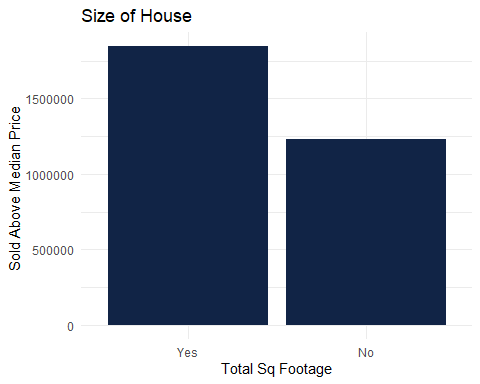 Size of House
Sold Above Median Price
1500000
1000000
500000
0
Yes No
Total Sq Footage